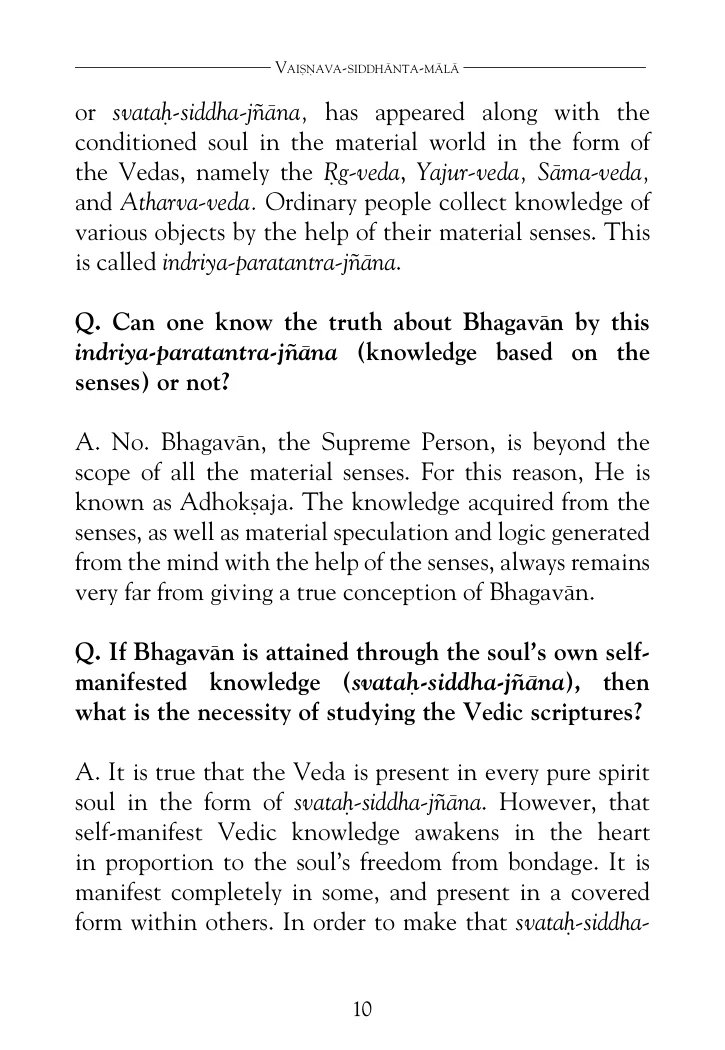 Vaiṣṇava-siddhānta-mālā
or svataḥ-siddha-jñāna, has appeared along with the
conditioned soul in the material world in the form of
the Vedas, namely the Ṛg-veda, Yajur-veda, Sāma-veda,
and Atharva-veda. Ordinary people collect knowledge of
various objects by the help of their material senses. This
is called indriya-paratantra-jñāna.
Q. Can one know the truth about Bhagavān by this
indriya-paratantra-jñāna (knowledge based on the
senses) or not?
A. No. Bhagavān, the Supreme Person, is beyond the
scope of all the material senses. For this reason, He is
known as Adhokṣaja. The knowledge acquired from the
senses, as well as material speculation and logic generated
from the mind with the help of the senses, always remains
very far from giving a true conception of Bhagavān.
Q. If Bhagavān is attained through the soul’s own self-
manifested knowledge (svataḥ-siddha-jñāna), then
what is the necessity of studying the Vedic scriptures?
A. It is true that the Veda is present in every pure spirit
soul in the form of svataḥ-siddha-jñāna. However, that
self-manifest Vedic knowledge awakens in the heart
in proportion to the soul’s freedom from bondage. It is
manifest completely in some, and present in a covered
form within others. In order to make that svataḥ-siddha-
10